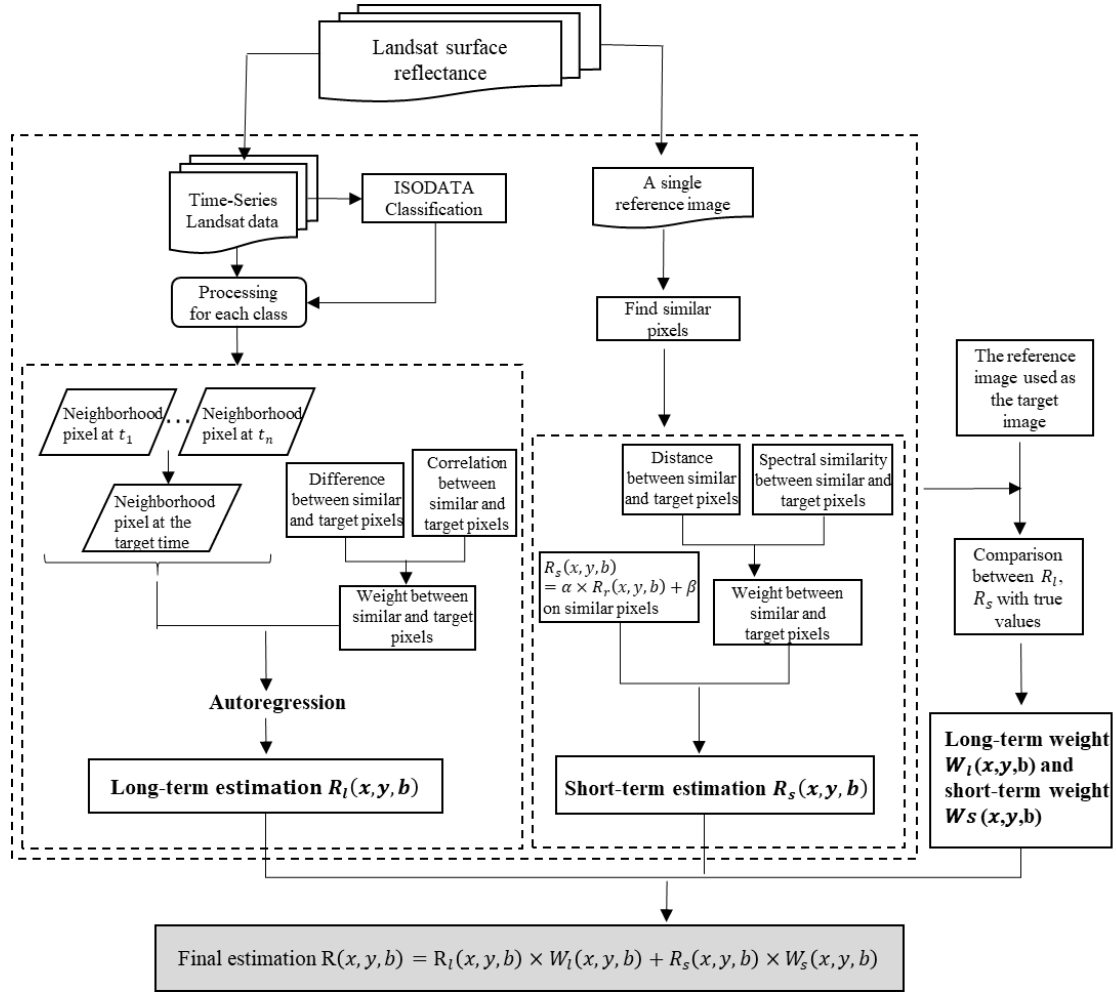 Landsat surface
reflectance
Time-Series
Landsat data
ISODATA
Classification
A single
reference image
Processing
for each class
Find similar
pixels
The reference
image used as
the target
image
Neighborhood
pixel at t₁
...
Neighborhood
pixel at tₙ
Neighborhood
pixel at the
target time
Difference
between similar
and target pixels
Correlation
between
similar and
target pixels
Weight between
similar and target
pixels
Distance
between similar
and target pixels
Spectral similarity
between similar and
target pixels
Rₛ(x, y, b)
= α × Rᵣ(x, y, b) + β
on similar pixels
Weight between
similar and
target pixels
Comparison
between Rₗ,
Rₛ with true
values
Autoregression
Long-term estimation Rₗ(x, y, b)
Short-term estimation Rₛ(x, y, b)
Long-term weight
Wₗ(x,y,b) and
short-term weight
Ws (x,y,b)
Final estimation R(x, y, b) = Rₗ(x, y, b) × Wₗ(x, y, b) + Rₛ(x, y, b) × Wₛ(x, y, b)